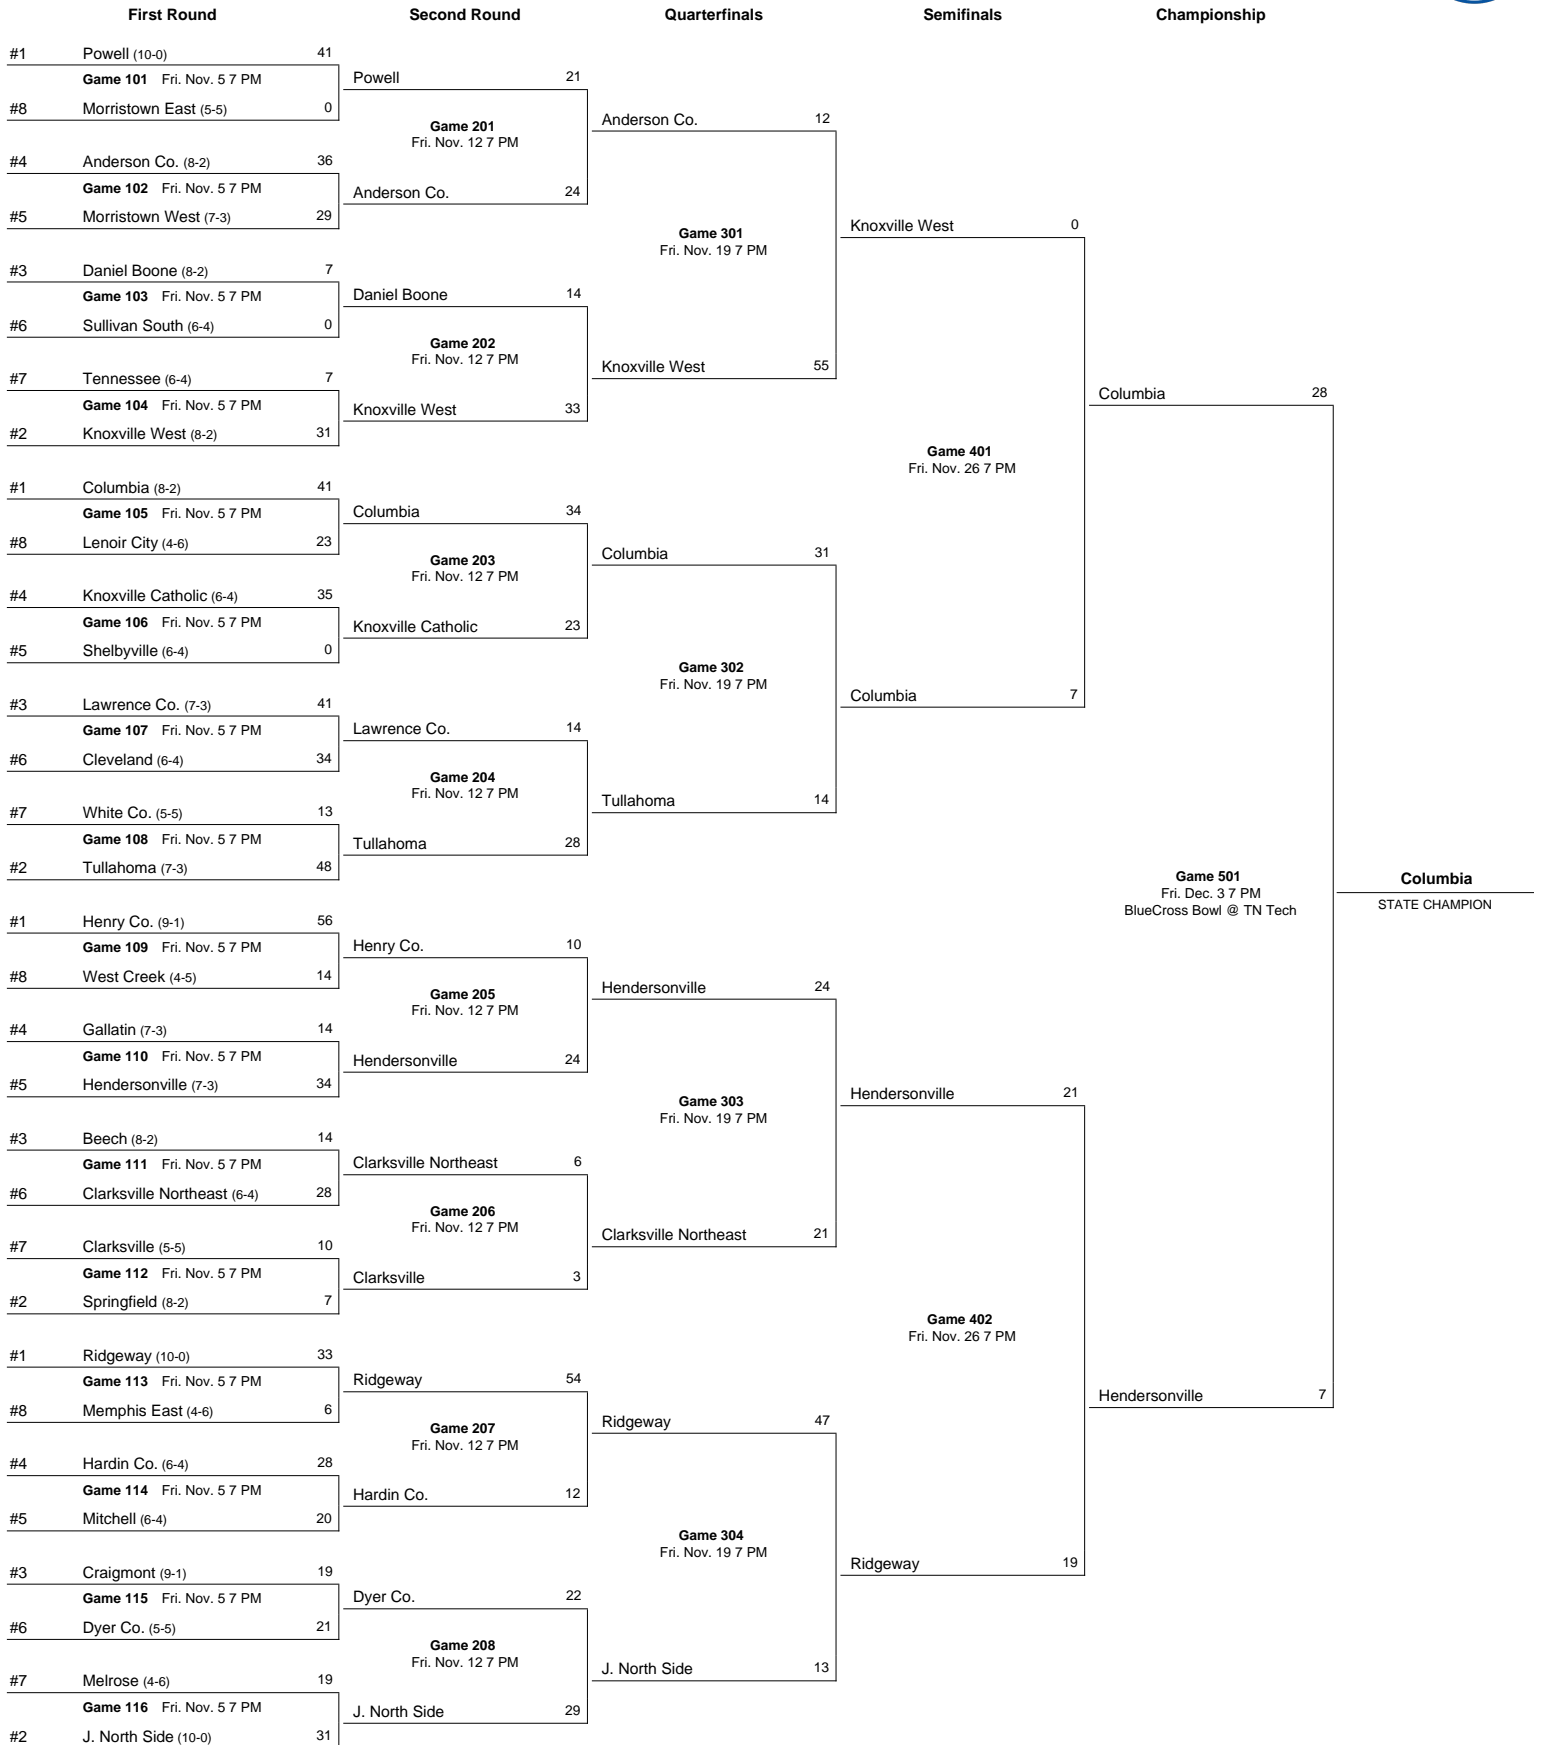 First Round Second Round Quarterfinals Semifinals Championship
#1 Powell (10-0) 41
Game 101 Fri. Nov. 5 7 PM
#8 Morristown East (5-5) 0
#4 Anderson Co. (8-2) 36
Game 102 Fri. Nov. 5 7 PM
#5 Morristown West (7-3) 29
#3 Daniel Boone (8-2) 7
Game 103 Fri. Nov. 5 7 PM
#6 Sullivan South (6-4) 0
#7 Tennessee (6-4) 7
Game 104 Fri. Nov. 5 7 PM
#2 Knoxville West (8-2) 31
#1 Columbia (8-2) 41
Game 105 Fri. Nov. 5 7 PM
#8 Lenoir City (4-6) 23
#4 Knoxville Catholic (6-4) 35
Game 106 Fri. Nov. 5 7 PM
#5 Shelbyville (6-4) 0
#3 Lawrence Co. (7-3) 41
Game 107 Fri. Nov. 5 7 PM
#6 Cleveland (6-4) 34
#7 White Co. (5-5) 13
Game 108 Fri. Nov. 5 7 PM
#2 Tullahoma (7-3) 48
#1 Henry Co. (9-1) 56
Game 109 Fri. Nov. 5 7 PM
#8 West Creek (4-5) 14
#4 Gallatin (7-3) 14
Game 110 Fri. Nov. 5 7 PM
#5 Hendersonville (7-3) 34
#3 Beech (8-2) 14
Game 111 Fri. Nov. 5 7 PM
#6 Clarksville Northeast (6-4) 28
#7 Clarksville (5-5) 10
Game 112 Fri. Nov. 5 7 PM
#2 Springfield (8-2) 7
#1 Ridgeway (10-0) 33
Game 113 Fri. Nov. 5 7 PM
#8 Memphis East (4-6) 6
#4 Hardin Co. (6-4) 28
Game 114 Fri. Nov. 5 7 PM
#5 Mitchell (6-4) 20
#3 Craigmont (9-1) 19
Game 115 Fri. Nov. 5 7 PM
#6 Dyer Co. (5-5) 21
#7 Melrose (4-6) 19
Game 116 Fri. Nov. 5 7 PM
#2 J. North Side (10-0) 31
Powell 21
Game 201
Fri. Nov. 12 7 PM
Anderson Co. 24
Daniel Boone 14
Game 202
Fri. Nov. 12 7 PM
Knoxville West 33
Columbia 34
Game 203
Fri. Nov. 12 7 PM
Knoxville Catholic 23
Lawrence Co. 14
Game 204
Fri. Nov. 12 7 PM
Tullahoma 28
Henry Co. 10
Game 205
Fri. Nov. 12 7 PM
Hendersonville 24
Clarksville Northeast 6
Game 206
Fri. Nov. 12 7 PM
Clarksville 3
Ridgeway 54
Game 207
Fri. Nov. 12 7 PM
Hardin Co. 12
Dyer Co. 22
Game 208
Fri. Nov. 12 7 PM
J. North Side 29
Anderson Co. 12
Game 301
Fri. Nov. 19 7 PM
Knoxville West 55
Columbia 31
Game 302
Fri. Nov. 19 7 PM
Tullahoma 14
Hendersonville 24
Game 303
Fri. Nov. 19 7 PM
Clarksville Northeast 21
Ridgeway 47
Game 304
Fri. Nov. 19 7 PM
J. North Side 13
Knoxville West 0
Game 401
Fri. Nov. 26 7 PM
Columbia 7
Hendersonville 21
Game 402
Fri. Nov. 26 7 PM
Ridgeway 19
Columbia 28
Game 501
Fri. Dec. 3 7 PM
BlueCross Bowl @ TN Tech
Hendersonville 7
Columbia
STATE CHAMPION